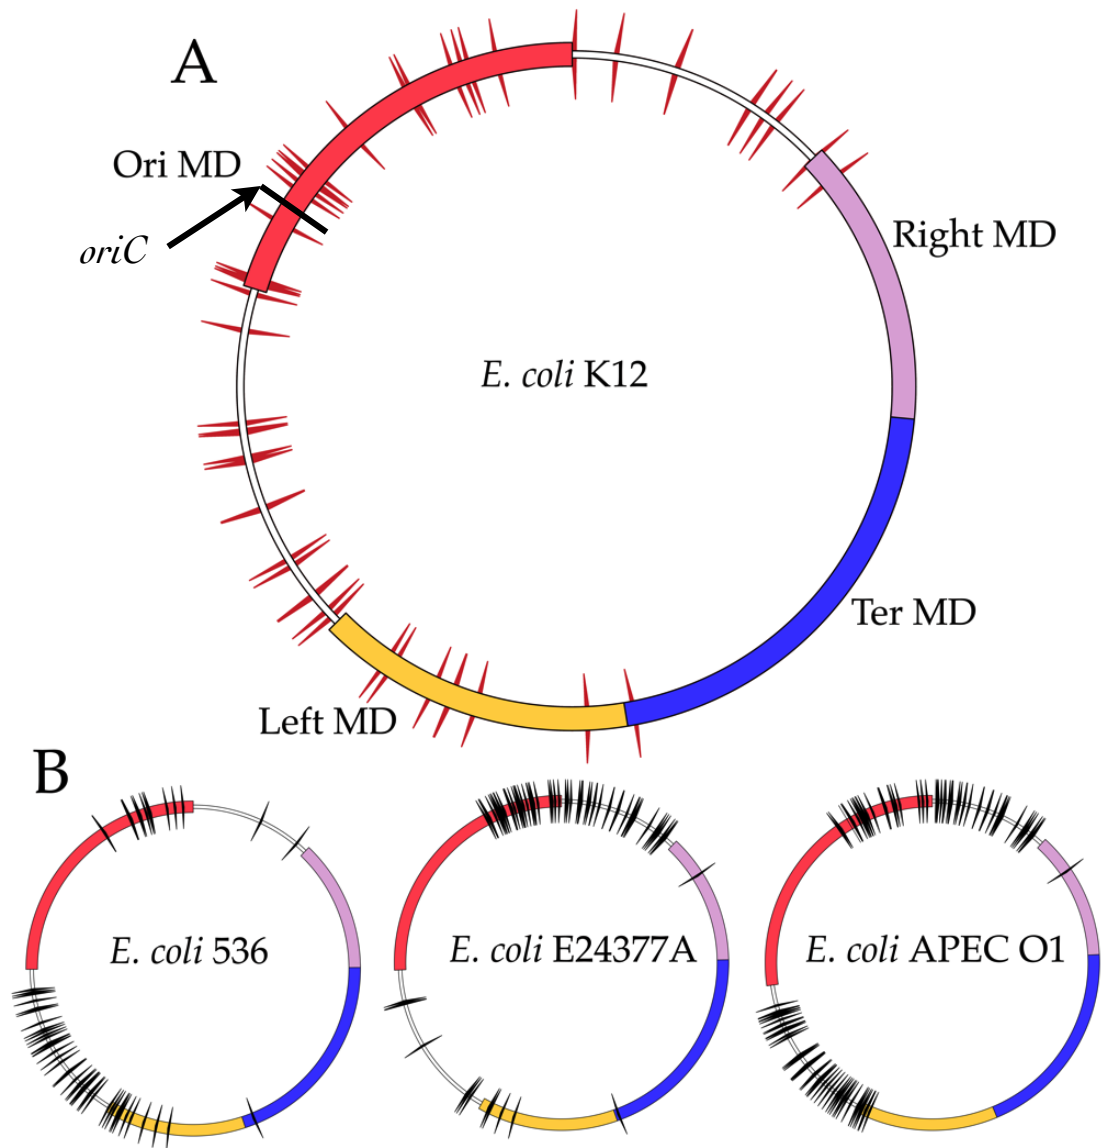 A
Ori MD
oriC
Right MD
E. coli K12
Ter MD
Left MD
B
E. coli 536
E. coli E24377A
E. coli APEC O1